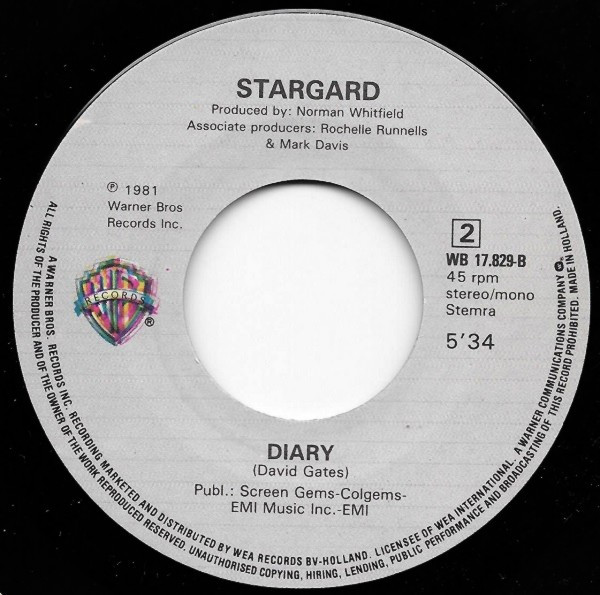 STARGARD
Produced by: Norman Whitfield
Associate producers: Rochelle Runnells
& Mark Davis
℗ 1981
Warner Bros
Records Inc.
RECORDS
®
2
WB 17.829-B
45 rpm
stereo/mono
Stemra
5'34
DIARY
(David Gates)
Publ.: Screen Gems-Colgems-
EMI Music Inc.-EMI
A WARNER BROS. RECORDS INC. RECORDING MARKETED AND DISTRIBUTED BY WEA RECORDS BV-HOLLAND. LICENSEE OF WEA INTERNATIONAL. A WARNER COMMUNICATIONS COMPANY
ALL RIGHTS OF THE PRODUCER AND OF THE OWNER OF THE WORK REPRODUCED RESERVED. UNAUTHORISED COPYING, HIRING, LENDING, PUBLIC PERFORMANCE AND BROADCASTING OF THIS RECORD PROHIBITED. MADE IN HOLLAND.